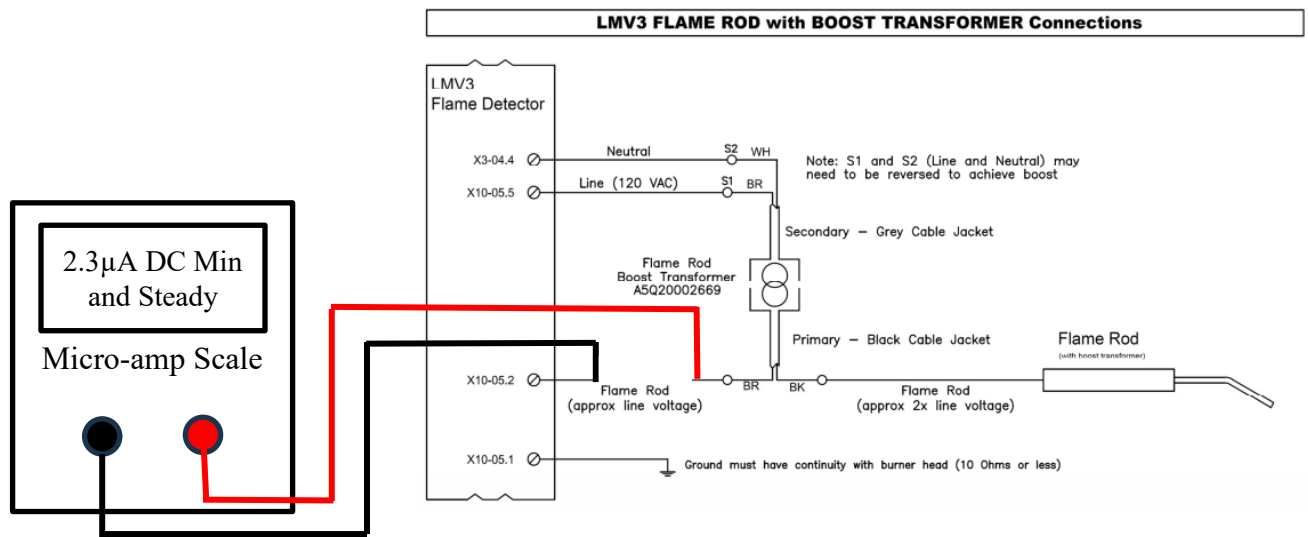 LMV3 FLAME ROD with BOOST TRANSFORMER Connections
LMV3
Flame Detector
X3-04.4
Neutral
S2
WH
Note: S1 and S2 (Line and Neutral) may
need to be reversed to achieve boost
X10-05.5
Line (120 VAC)
S1
BR
Secondary – Grey Cable Jacket
2.3µA DC Min
and Steady
Flame Rod
Boost Transformer
A5Q20002669
Micro-amp Scale
Primary – Black Cable Jacket
Flame Rod
(with boost transformer)
X10-05.2
Flame Rod
(approx line voltage)
BR
BK
Flame Rod
(approx 2x line voltage)
X10-05.1
Ground must have continuity with burner head (10 Ohms or less)